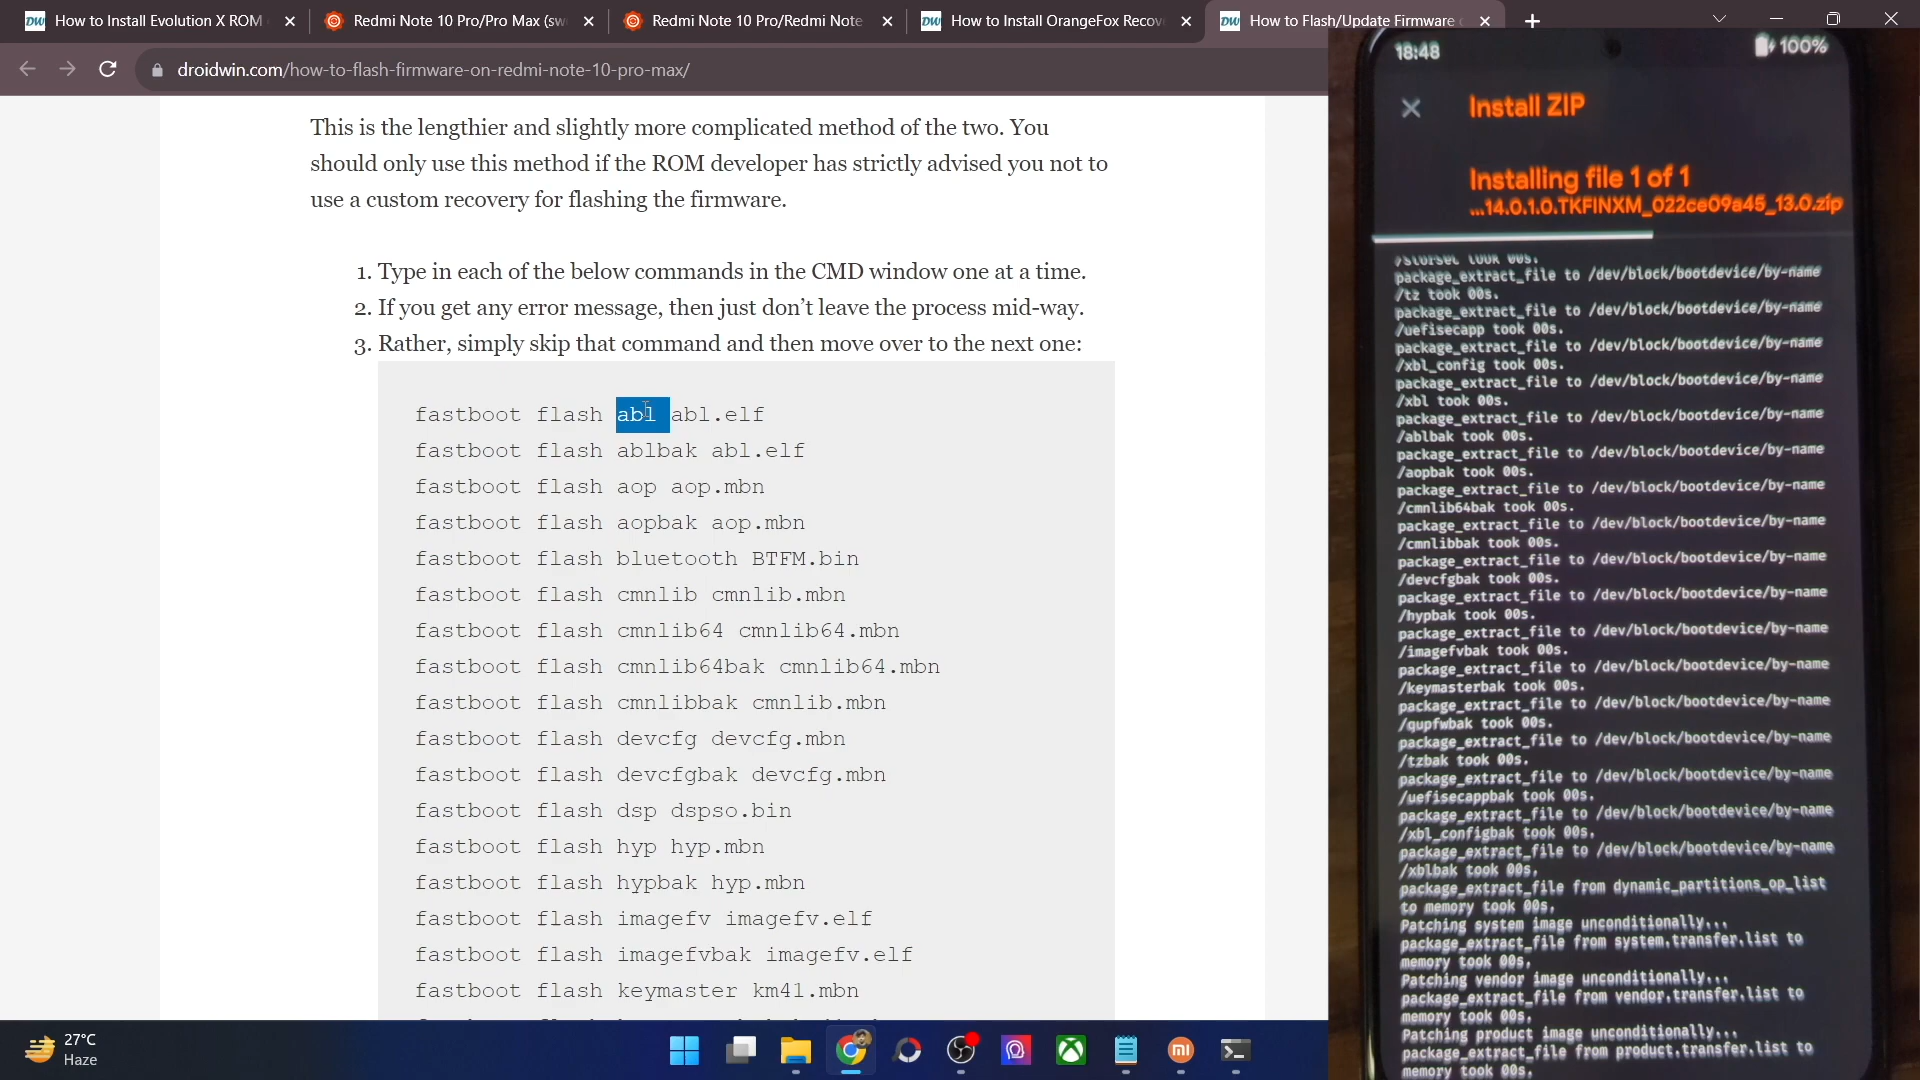 How to Install Evolution X ROM
Redmi Note 10 Pro/Pro Max (sw
Redmi Note 10 Pro/Redmi Note
How to Install OrangeFox Recov
How to Flash/Update Firmware
droidwin.com/how-to-flash-firmware-on-redmi-note-10-pro-max/
This is the lengthier and slightly more complicated method of the two. You
should only use this method if the ROM developer has strictly advised you not to
use a custom recovery for flashing the firmware.
1. Type in each of the below commands in the CMD window one at a time.
2. If you get any error message, then just don’t leave the process mid-way.
3. Rather, simply skip that command and then move over to the next one:
fastboot flash abl abl.elf
fastboot flash ablbak abl.elf
fastboot flash aop aop.mbn
fastboot flash aopbak aop.mbn
fastboot flash bluetooth BTFM.bin
fastboot flash cmnlib cmnlib.mbn
fastboot flash cmnlib64 cmnlib64.mbn
fastboot flash cmnlib64bak cmnlib64.mbn
fastboot flash cmnlibbak cmnlib.mbn
fastboot flash devcfg devcfg.mbn
fastboot flash devcfgbak devcfg.mbn
fastboot flash dsp dspso.bin
fastboot flash hyp hyp.mbn
fastboot flash hypbak hyp.mbn
fastboot flash imagefv imagefv.elf
fastboot flash imagefvbak imagefv.elf
fastboot flash keymaster km41.mbn
18:48
100%
Install ZIP
Installing file 1 of 1
...14.0.1.0.TKFINXM_022ce09a45_13.0.zip
/storsec took 00s.
package_extract_file to /dev/block/bootdevice/by-name
/tz took 00s.
package_extract_file to /dev/block/bootdevice/by-name
/uefisecapp took 00s.
package_extract_file to /dev/block/bootdevice/by-name
/xbl_config took 00s.
package_extract_file to /dev/block/bootdevice/by-name
/xbl took 00s.
package_extract_file to /dev/block/bootdevice/by-name
/ablbak took 00s.
package_extract_file to /dev/block/bootdevice/by-name
/aopbak took 00s.
package_extract_file to /dev/block/bootdevice/by-name
/cmnlib64bak took 00s.
package_extract_file to /dev/block/bootdevice/by-name
/cmnlibbak took 00s.
package_extract_file to /dev/block/bootdevice/by-name
/devcfgbak took 00s.
package_extract_file to /dev/block/bootdevice/by-name
/hypbak took 00s.
package_extract_file to /dev/block/bootdevice/by-name
/imagefvbak took 00s.
package_extract_file to /dev/block/bootdevice/by-name
/keymasterbak took 00s.
package_extract_file to /dev/block/bootdevice/by-name
/qupfwbak took 00s.
package_extract_file to /dev/block/bootdevice/by-name
/tzbak took 00s.
package_extract_file to /dev/block/bootdevice/by-name
/uefisecappbak took 00s.
package_extract_file to /dev/block/bootdevice/by-name
/xbl_configbak took 00s.
package_extract_file to /dev/block/bootdevice/by-name
/xblbak took 00s.
package_extract_file from dynamic_partitions_op_list
to memory took 00s.
Patching system image unconditionally...
package_extract_file from system.transfer.list to
memory took 00s.
Patching vendor image unconditionally...
package_extract_file from vendor.transfer.list to
memory took 00s.
Patching product image unconditionally...
package_extract_file from product.transfer.list to
memory took 00s.
27°C
Haze